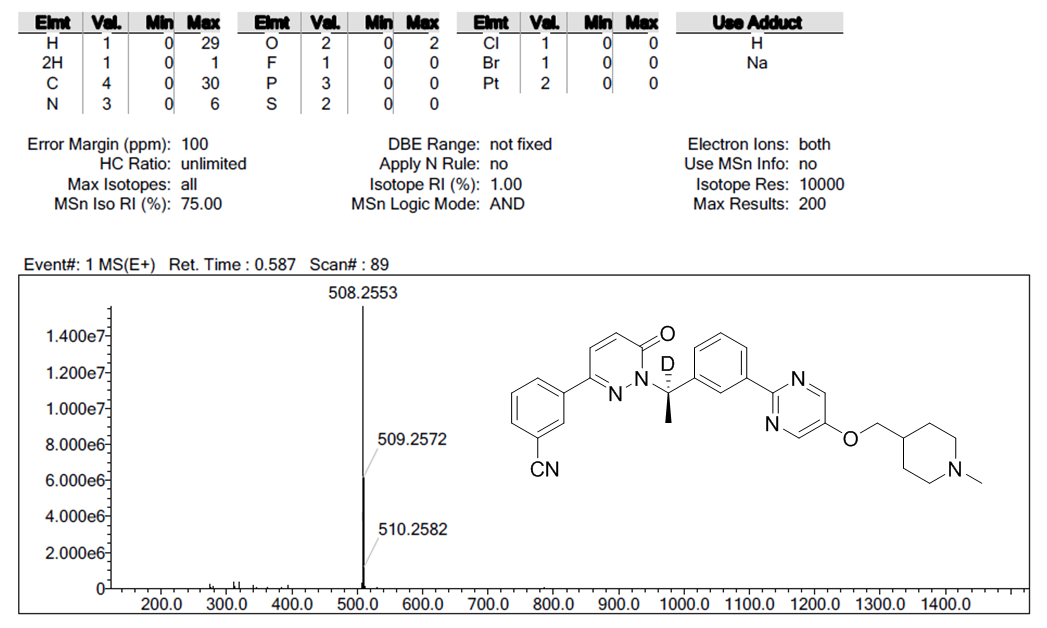 Elmt Val. Min Max Elmt Val. Min Max Elmt Val. Min Max Use Adduct
H 1 0 29 O 2 0 2 Cl 1 0 0 H
2H 1 0 1 F 1 0 0 Br 1 0 0 Na
C 4 0 30 P 3 0 0 Pt 2 0 0
N 3 0 6 S 2 0 0
Error Margin (ppm): 100 DBE Range: not fixed Electron Ions: both
HC Ratio: unlimited Apply N Rule: no Use MSn Info: no
Max Isotopes: all Isotope RI (%): 1.00 Isotope Res: 10000
MSn Iso RI (%): 75.00 MSn Logic Mode: AND Max Results: 200
Event#: 1 MS(E+) Ret. Time : 0.587 Scan# : 89
508.2553
1.400e7
1.200e7
1.000e7
8.000e6
6.000e6
4.000e6
2.000e6
0
509.2572
510.2582
O
D
N
N
N
N
O
N
CN
200.0 300.0 400.0 500.0 600.0 700.0 800.0 900.0 1000.0 1100.0 1200.0 1300.0 1400.0